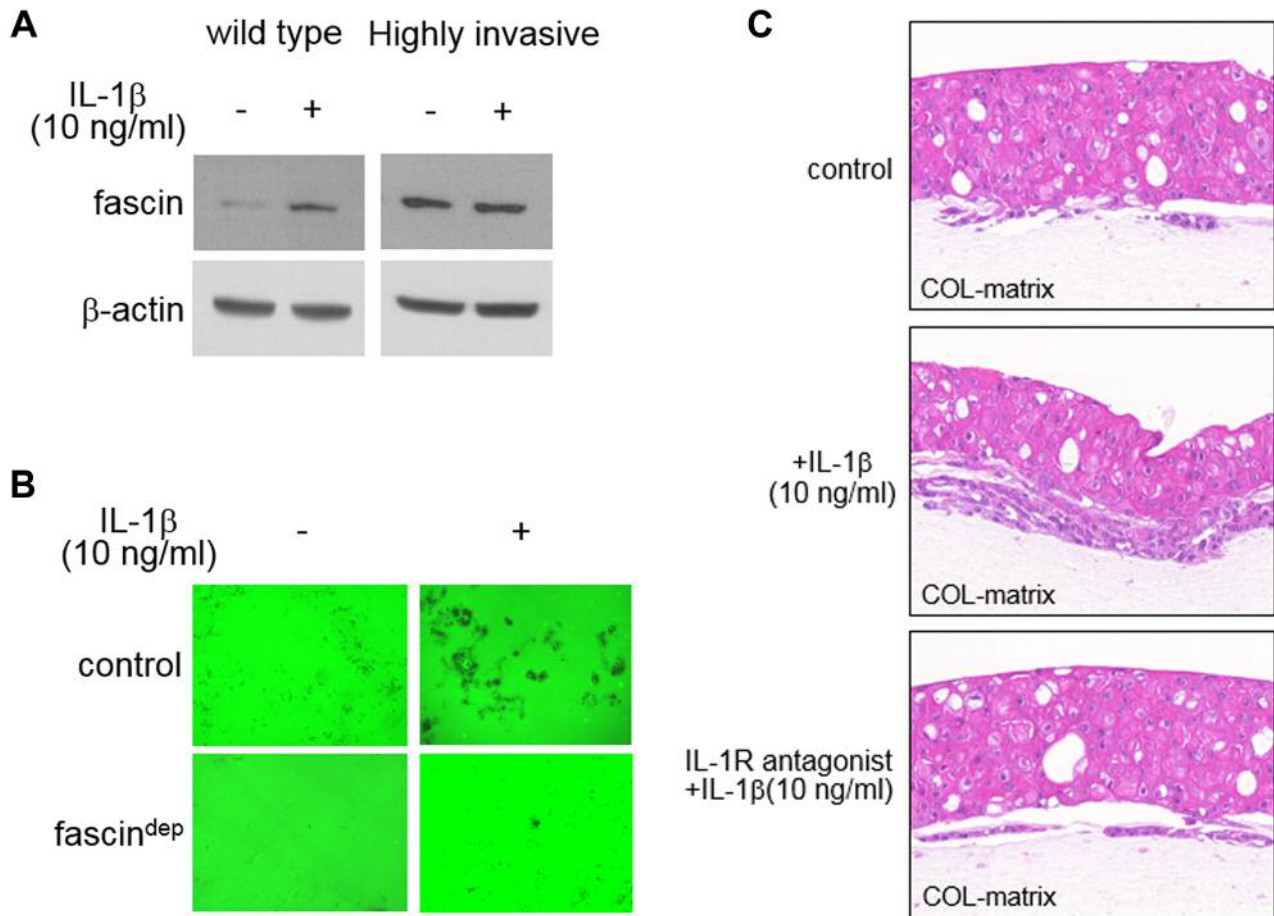 A
wild type Highly invasive
IL-1β
(10 ng/ml)
- + - +
fascin
β-actin
B
IL-1β
(10 ng/ml)
- +
control
fascin^dep
C
control
COL-matrix
+IL-1β
(10 ng/ml)
COL-matrix
IL-1R antagonist
+IL-1β(10 ng/ml)
COL-matrix